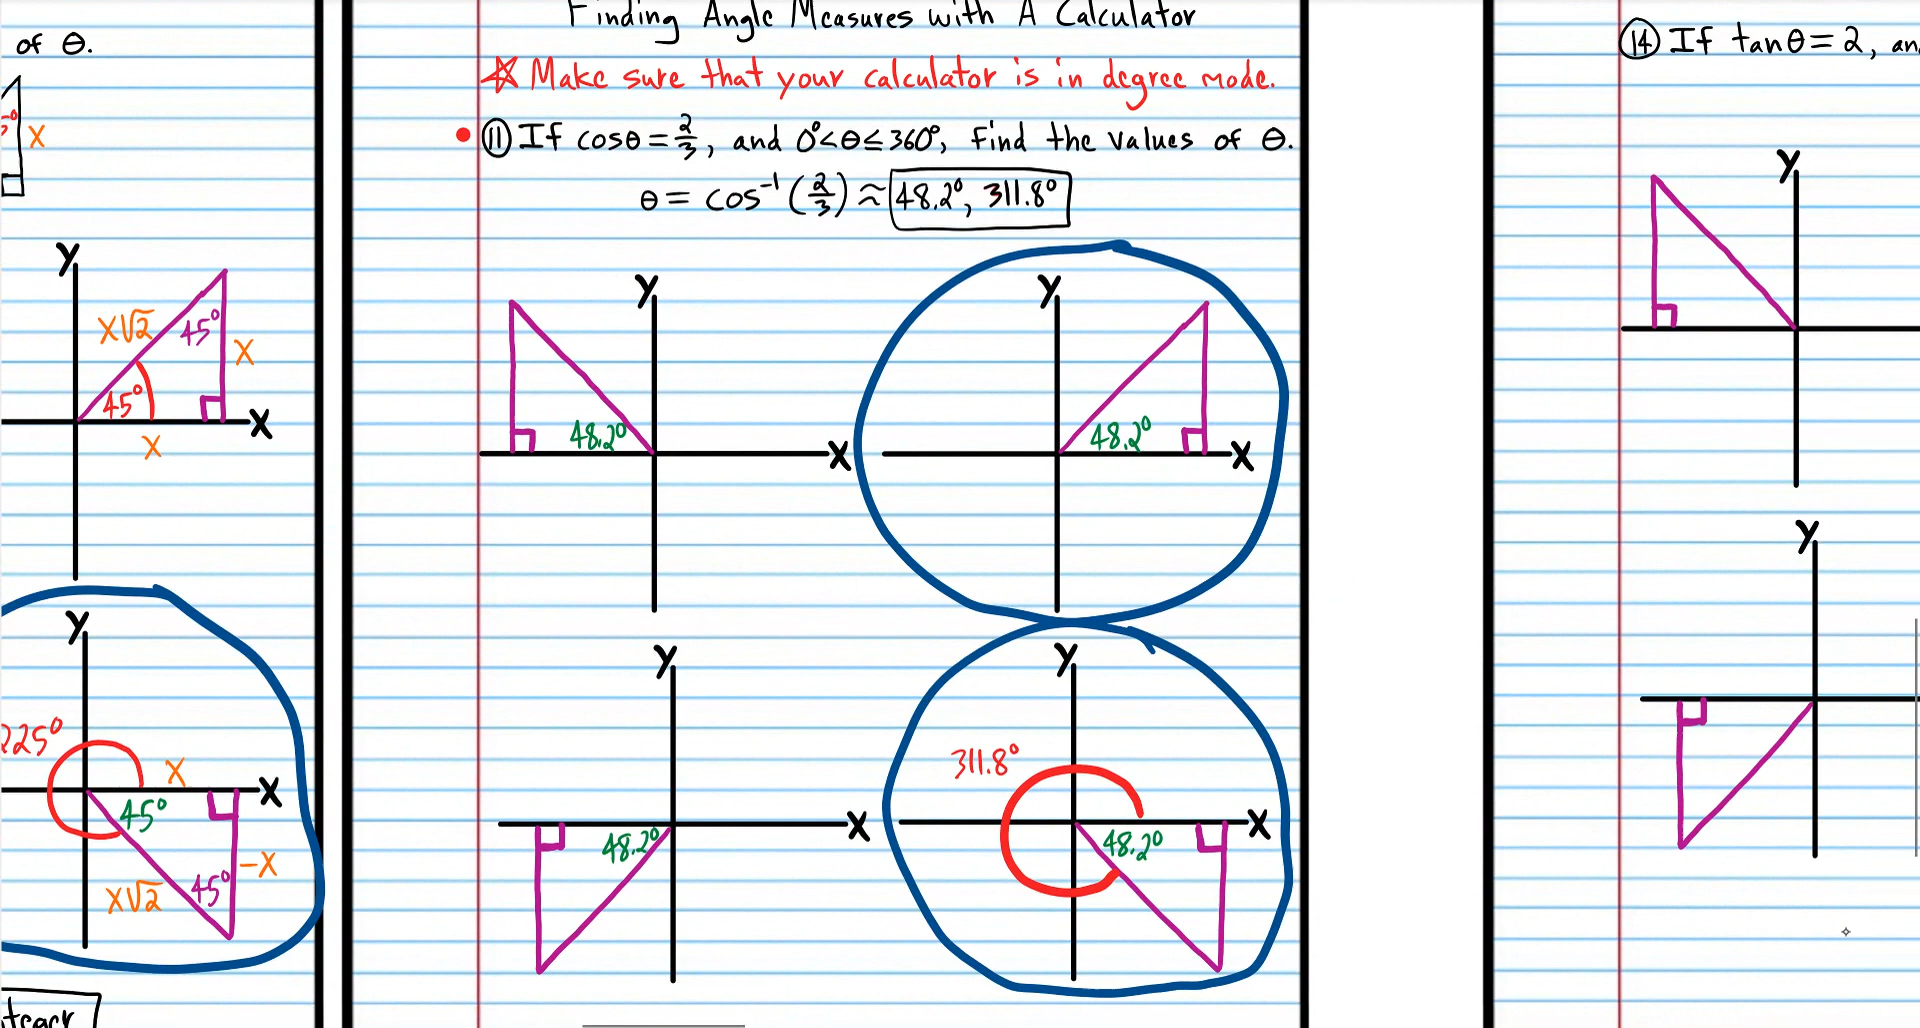 of θ.
x
y
x√2
45°
x
45°
x
x
y
225°
x
x
45°
-x
x√2
45°
Finding Angle Measures with A Calculator
Make sure that your calculator is in degree mode.
⑪ If cosθ = 2/3, and 0° < θ ≤ 360°, find the values of θ.
θ = cos⁻¹(2/3) ≈ 48.2°, 311.8°
y
48.2°
x
y
48.2°
x
y
48.2°
x
y
311.8°
48.2°
x
⑭ If tanθ = 2,
y
y